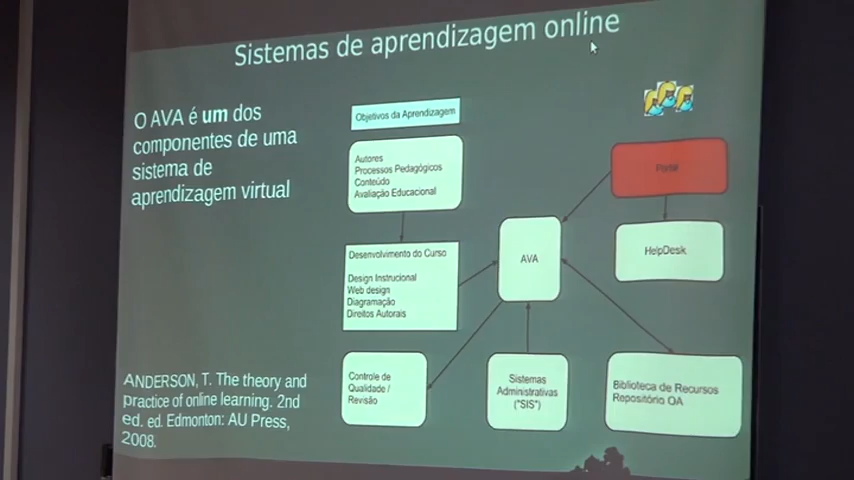 Sistemas de aprendizagem online
O AVA é um dos
componentes de uma
sistema de
aprendizagem virtual
Objetivos da Aprendizagem
Autores
Processos Pedagógicos
Conteúdo
Avaliação Educacional
Desenvolvimento do Curso
Design Instrucional
Web design
Diagramação
Direitos Autorais
Controle de
Qualidade /
Revisão
AVA
Sistemas
Administrativas
("SIS")
Portal
HelpDesk
Biblioteca de Recursos
Repositório OA
ANDERSON, T. The theory and
practice of online learning. 2nd
ed. ed. Edmonton: AU Press,
2008.